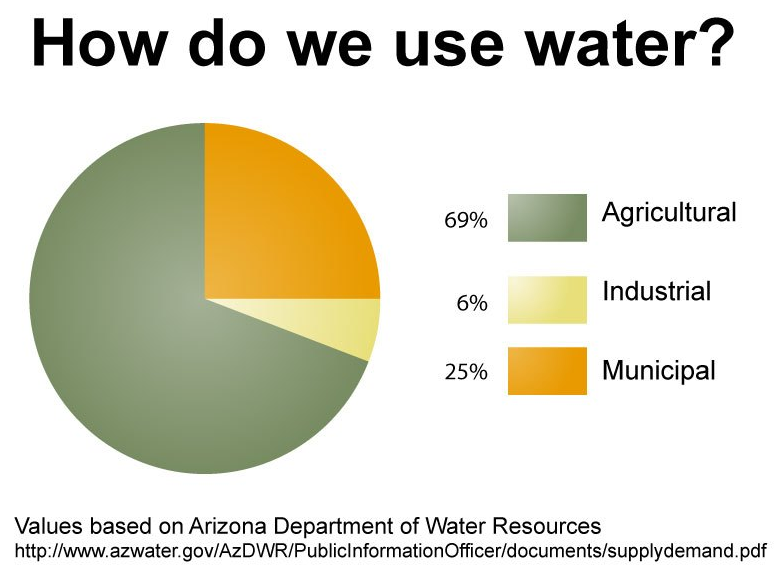 How do we use water?
69% Agricultural
6% Industrial
25% Municipal
Values based on Arizona Department of Water Resources
http://www.azwater.gov/AzDWR/PublicInformationOfficer/documents/supplydemand.pdf